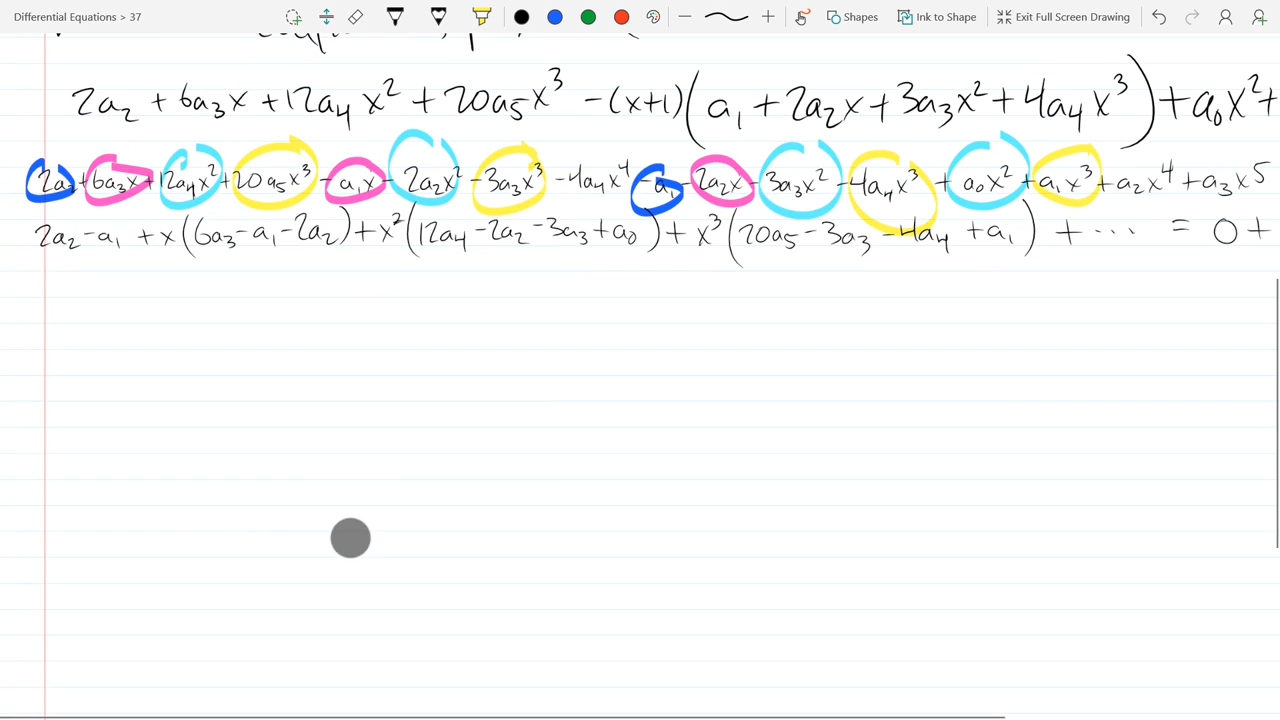 Differential Equations > 37
Shapes
Ink to Shape
Exit Full Screen Drawing
2a₂ + 6a₃x + 12a₄x² + 20a₅x³ - (x+1)(a₁ + 2a₂x + 3a₃x² + 4a₄x³) + a₀x² +
2a₂ + 6a₃x + 12a₄x² + 20a₅x³ - a₁x - 2a₂x² - 3a₃x³ - 4a₄x⁴ - a₁ - 2a₂x - 3a₃x² - 4a₄x³ + a₀x² + a₁x³ + a₂x⁴ + a₃x⁵
2a₂ - a₁ + x(6a₃ - a₁ - 2a₂) + x²(12a₄ - 2a₂ - 3a₃ + a₀) + x³(20a₅ - 3a₃ - 4a₄ + a₁) + ··· = 0 +